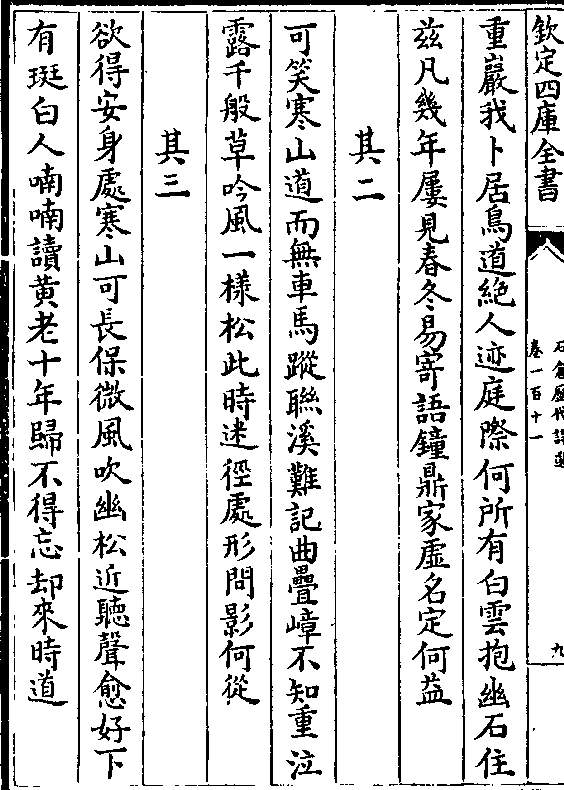 欽定四庫全書
石倉歷代詩選
卷一百十一
九
重巖我卜居鳥道絶人迹庭際何所有白雲抱幽石住
兹凡幾年屢見春冬易寄語鐘鼎家虛名定何益
其二
可笑寒山道而無車馬蹤聮溪難記曲疊嶂不知重泣
露千般草吟風一樣松此時迷徑處形問影何從
其三
欲得安身處寒山可長保微風吹幽松近聽聲愈好下
有斑白人喃喃讀黄老十年歸不得忘却來時道